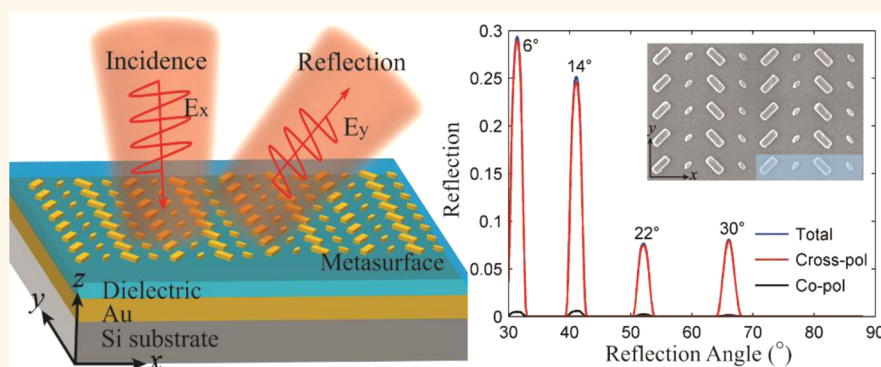 Incidence
Reflection
Ex
Ey
Metasurface
Dielectric
Au
Si substrate
z
y
x
0.3
0.25
0.2
0.15
0.1
0.05
0
Reflection
6°
14°
22°
30°
y
x
Total
Cross-pol
Co-pol
30 40 50 60 70 80 90
Reflection Angle (°)